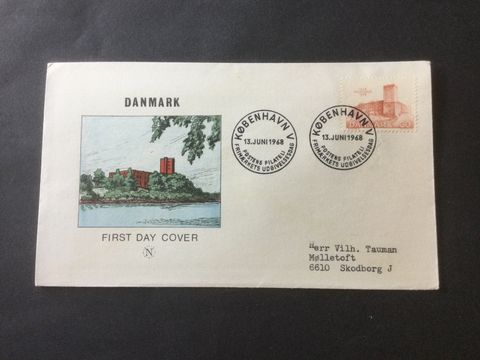 DANMARK
FIRST DAY COVER
N
KØBENHAVN V
13.JUNI 1968
POSTENS FILATELI
FRIMÆRKETS UDGIVELSESDAG
KØBENHAVN V
13.JUNI 1968
POSTENS FILATELI
FRIMÆRKETS UDGIVELSESDAG
Herr Vilh. Tauman
Mølletoft
6610 Skodborg J